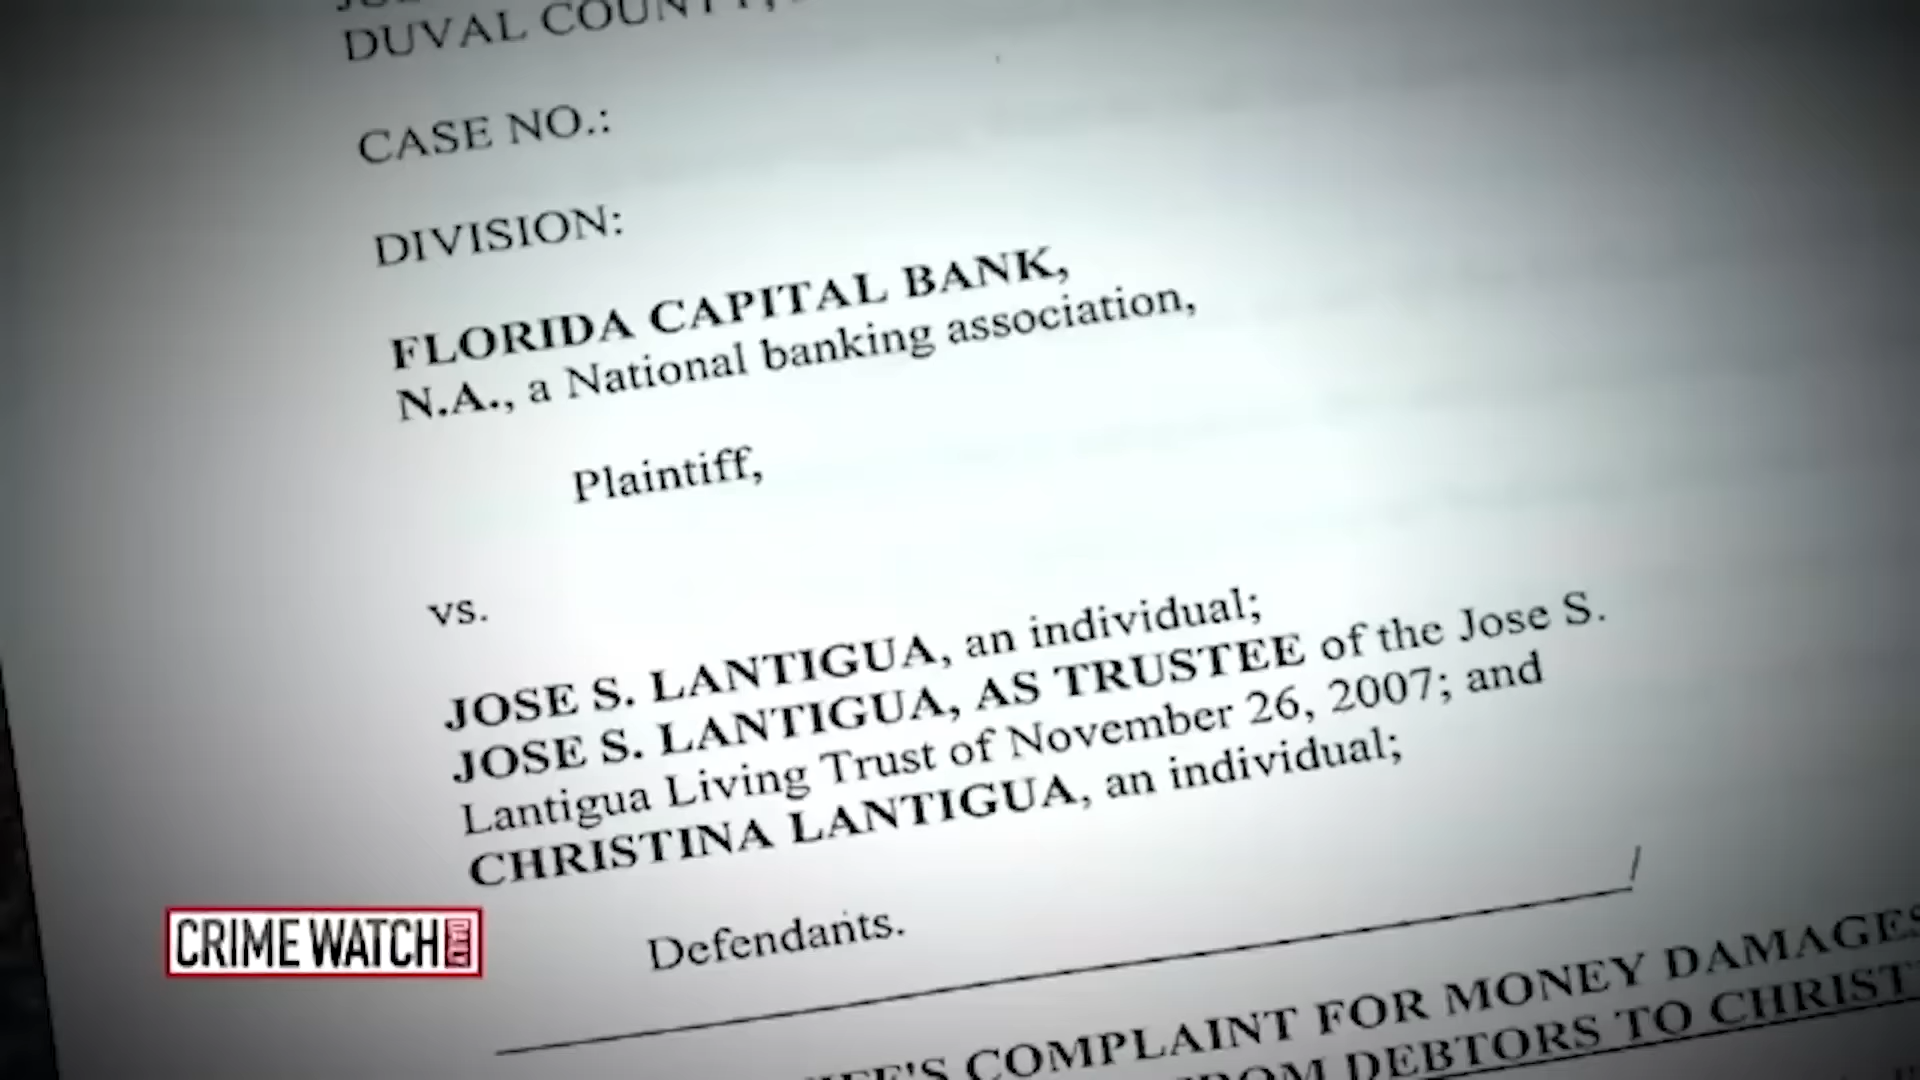 DUVAL COUNTY,
CASE NO.:
DIVISION:
FLORIDA CAPITAL BANK,
N.A., a National banking association,
Plaintiff,
vs.
JOSE S. LANTIGUA, an individual;
JOSE S. LANTIGUA, AS TRUSTEE of the Jose S.
Lantigua Living Trust of November 26, 2007; and
CHRISTINA LANTIGUA, an individual;
Defendants.
/
COMPLAINT FOR MONEY DAMAGES
DEBTORS TO
CRIME WATCH DAILY